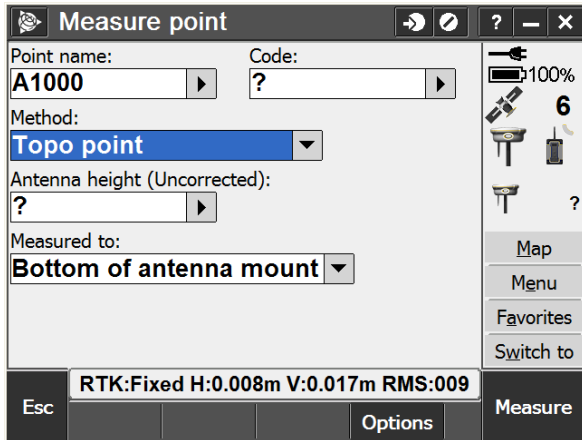 Measure point
? – ×
Point name:
Code:
A1000
?
100%
6
Method:
Topo point
Antenna height (Uncorrected):
?
?
Measured to:
Bottom of antenna mount
Map
Menu
Favorites
Switch to
RTK:Fixed H:0.008m V:0.017m RMS:009
Esc
Options
Measure